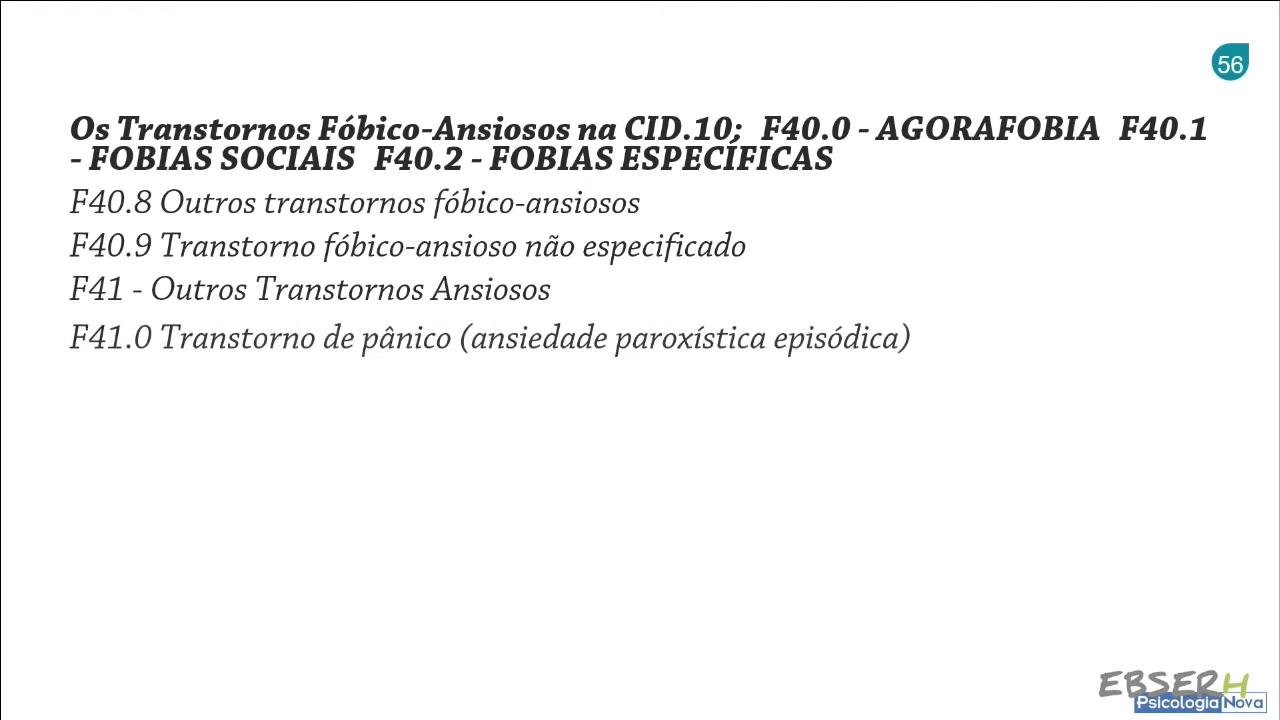 56
Os Transtornos Fóbico-Ansiosos na CID.10;   F40.0 - AGORAFOBIA   F40.1
- FOBIAS SOCIAIS   F40.2 - FOBIAS ESPECÍFICAS
F40.8 Outros transtornos fóbico-ansiosos
F40.9 Transtorno fóbico-ansioso não especificado
F41 - Outros Transtornos Ansiosos
F41.0 Transtorno de pânico (ansiedade paroxística episódica)
EBSERH
Psicologia Nova